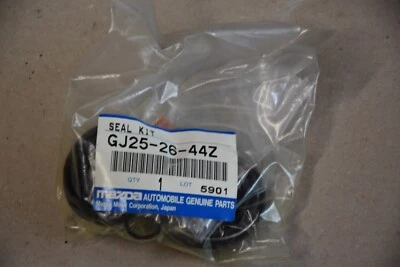 SEAL KIT
GJ25-26-44Z
QTY 1 LOT 5901
mazda AUTOMOBILE GENUINE PARTS
Mazda Motor Corporation, Japan